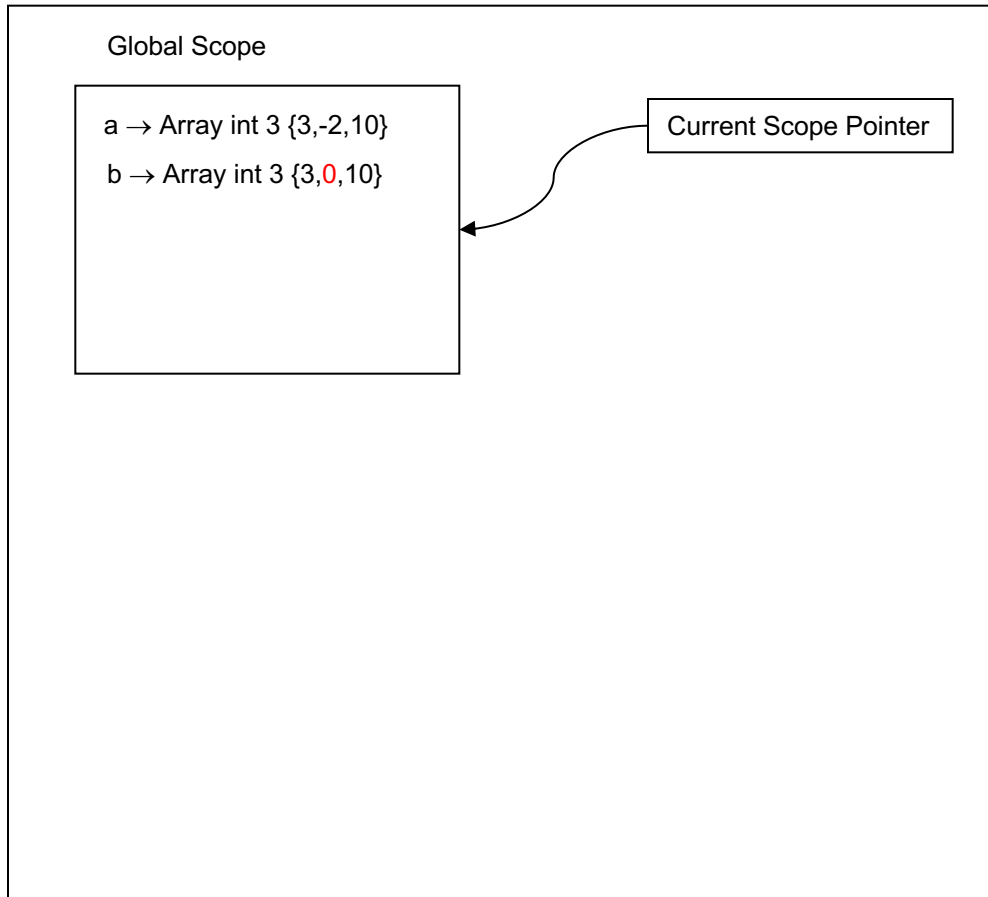 Global Scope
a → Array int 3 {3,-2,10}
Current Scope Pointer
b → Array int 3 {3,0,10}